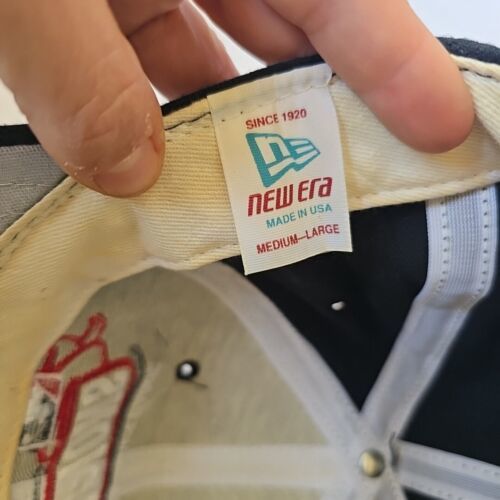 SINCE 1920
NE
new era
MADE IN USA
MEDIUM-LARGE